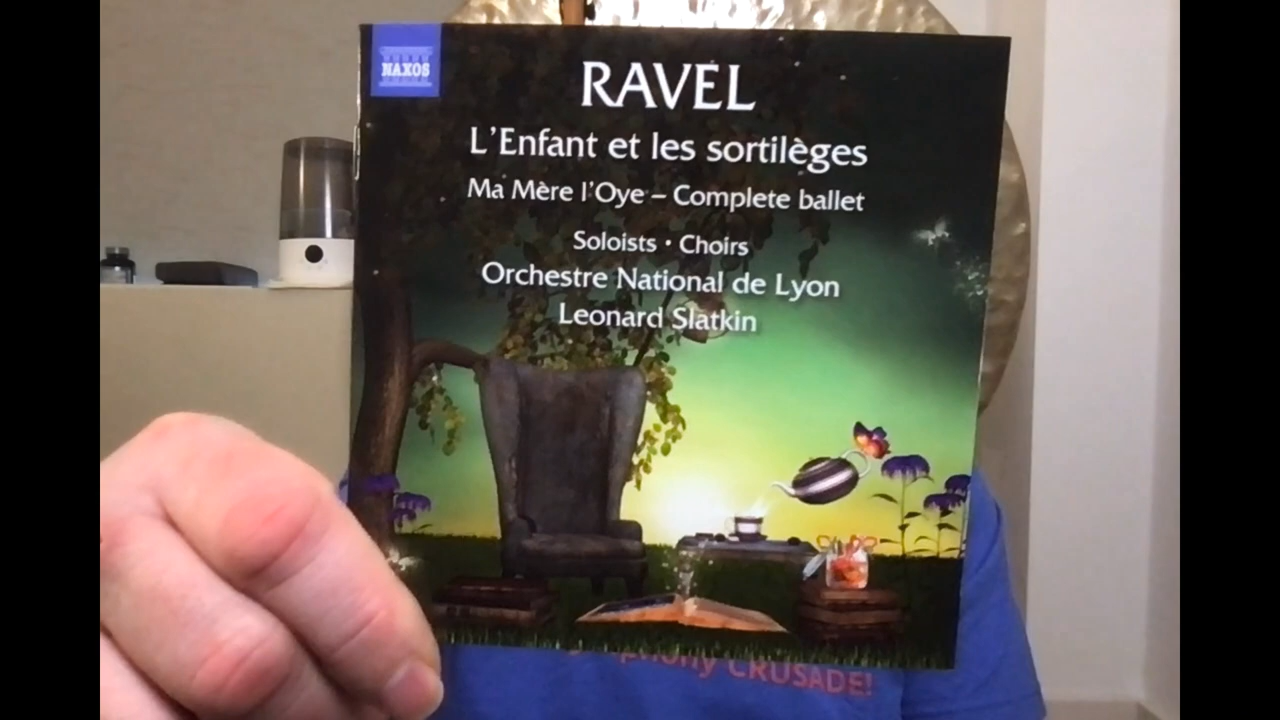 NAXOS
RAVEL
L'Enfant et les sortilèges
Ma Mère l'Oye – Complete ballet
Soloists • Choirs
Orchestre National de Lyon
Leonard Slatkin
CRUSADE!